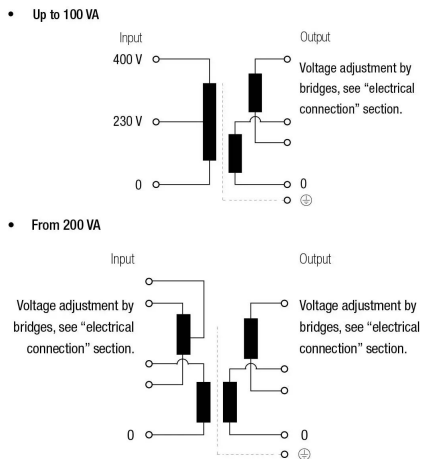 • Up to 100 VA
Input
Output
400 V
Voltage adjustment by
bridges, see “electrical
connection” section.
230 V
0
0
• From 200 VA
Input
Output
Voltage adjustment by
bridges, see “electrical
connection” section.
Voltage adjustment by
bridges, see “electrical
connection” section.
0
0